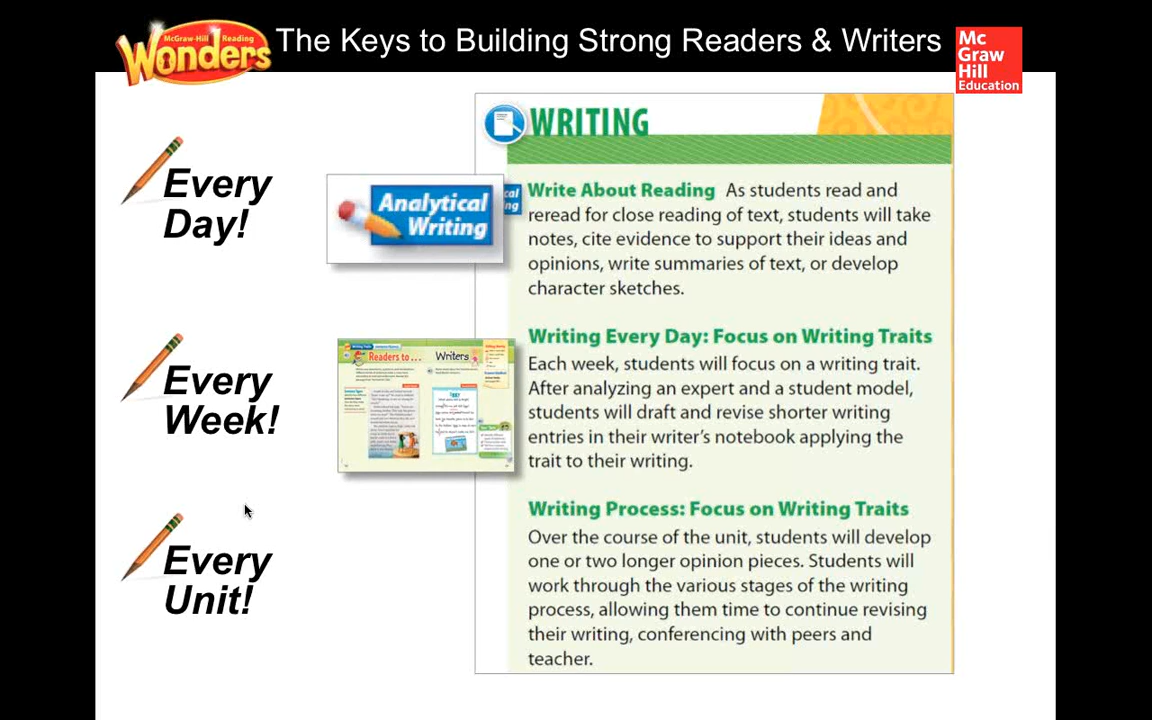 McGraw-Hill Reading
Wonders
The Keys to Building Strong Readers & Writers
Mc
Graw
Hill
Education
Every
Day!
Analytical
Writing
Every
Week!
Readers to...
Writers
Every
Unit!
WRITING
Write About Reading As students read and
reread for close reading of text, students will take
notes, cite evidence to support their ideas and
opinions, write summaries of text, or develop
character sketches.
Writing Every Day: Focus on Writing Traits
Each week, students will focus on a writing trait.
After analyzing an expert and a student model,
students will draft and revise shorter writing
entries in their writer's notebook applying the
trait to their writing.
Writing Process: Focus on Writing Traits
Over the course of the unit, students will develop
one or two longer opinion pieces. Students will
work through the various stages of the writing
process, allowing them time to continue revising
their writing, conferencing with peers and
teacher.